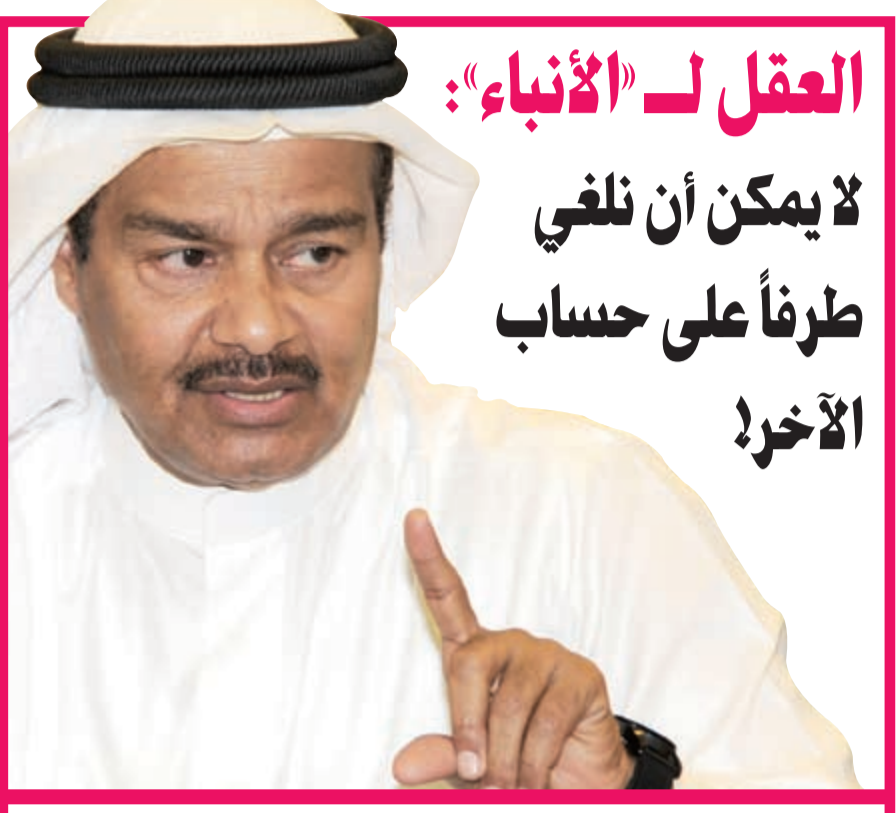 العقل لـ «الأنباء»:
لا يمكن أن نلغي
طرفاً على حساب
الآخر!